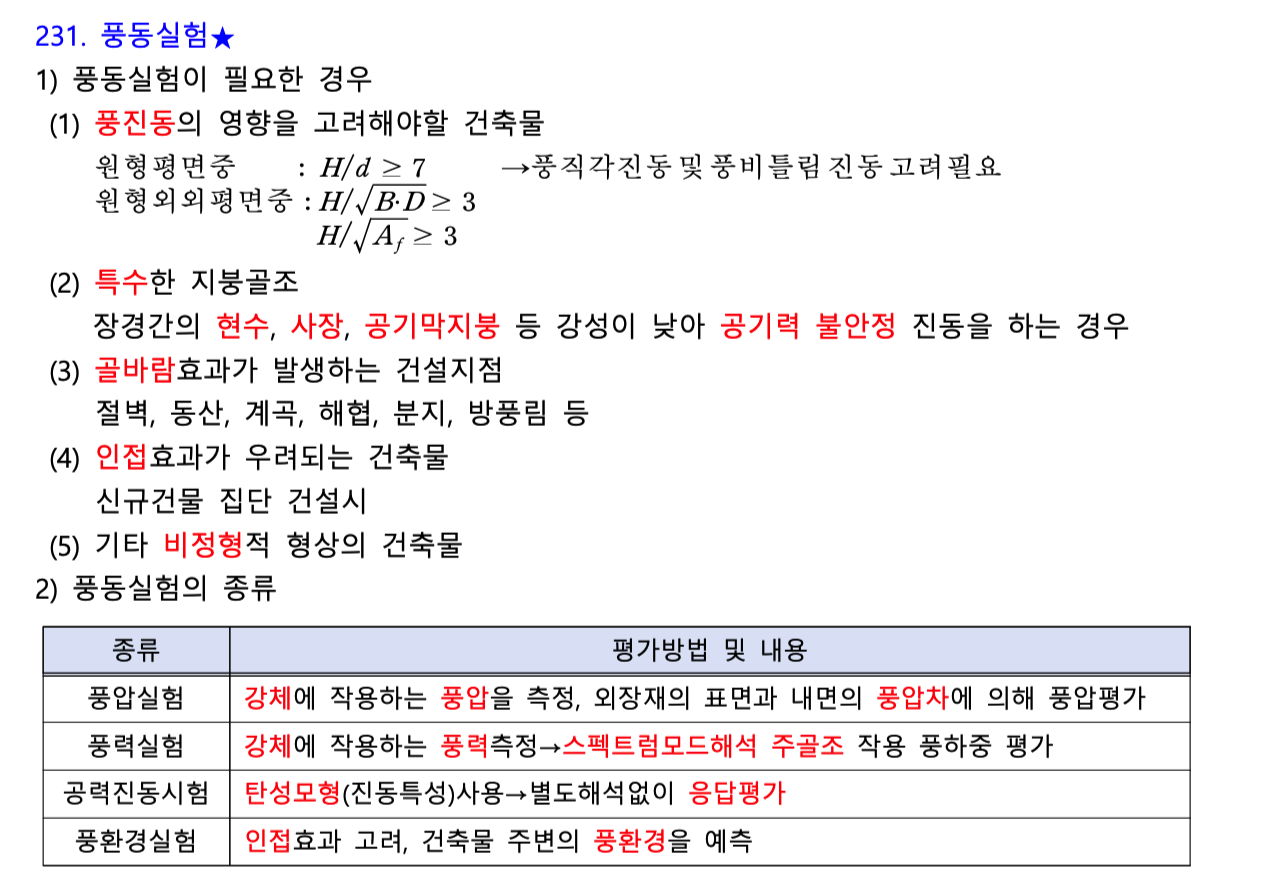 231. 풍동실험★
1) 풍동실험이 필요한 경우
(1) 풍진동의 영향을 고려해야할 건축물
원형평면중 : H/d ≥ 7 →풍직각진동 및 풍비틀림 진동 고려필요
원형외외평면중 : H/√(B·D) ≥ 3
H/√(A_f) ≥ 3
(2) 특수한 지붕골조
장경간의 현수, 사장, 공기막지붕 등 강성이 낮아 공기력 불안정 진동을 하는 경우
(3) 골바람효과가 발생하는 건설지점
절벽, 동산, 계곡, 해협, 분지, 방풍림 등
(4) 인접효과가 우려되는 건축물
신규건물 집단 건설시
(5) 기타 비정형적 형상의 건축물
2) 풍동실험의 종류
종류 평가방법 및 내용
풍압실험 강체에 작용하는 풍압을 측정, 외장재의 표면과 내면의 풍압차에 의해 풍압평가
풍력실험 강체에 작용하는 풍력측정→스펙트럼모드해석 주골조 작용 풍하중 평가
공력진동시험 탄성모형(진동특성)사용→별도해석없이 응답평가
풍환경실험 인접효과 고려, 건축물 주변의 풍환경을 예측